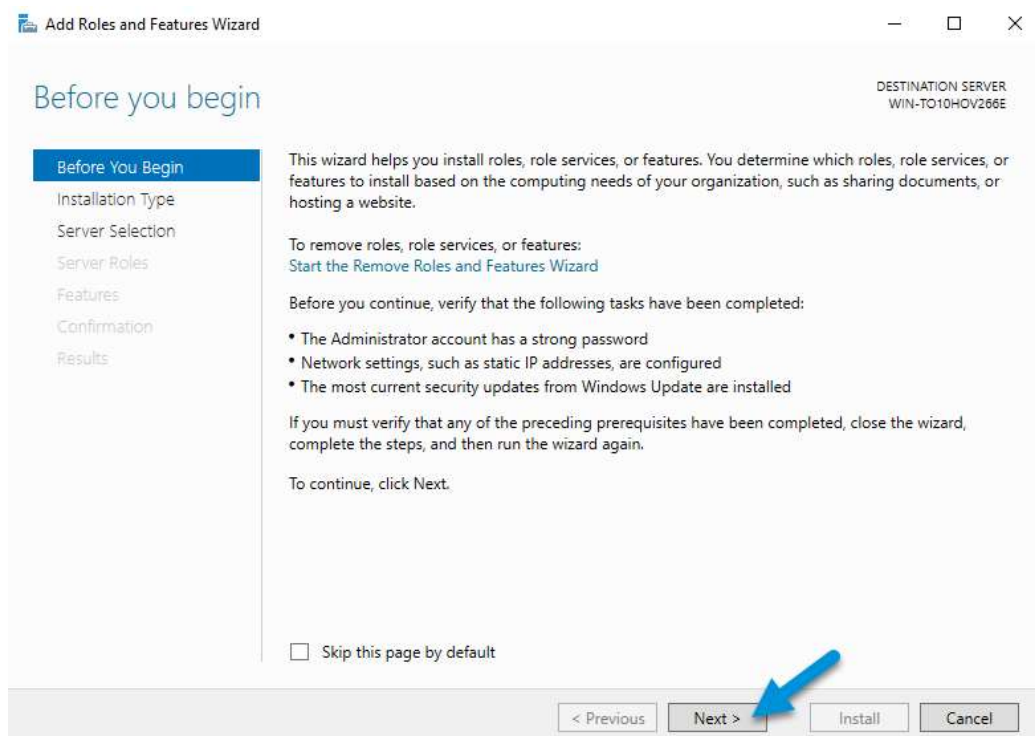 Add Roles and Features Wizard
Before you begin
DESTINATION SERVER
WIN-TO10HOV266E
Before You Begin
Installation Type
Server Selection
Server Roles
Features
Confirmation
Results
This wizard helps you install roles, role services, or features. You determine which roles, role services, or
features to install based on the computing needs of your organization, such as sharing documents, or
hosting a website.
To remove roles, role services, or features:
Start the Remove Roles and Features Wizard
Before you continue, verify that the following tasks have been completed:
• The Administrator account has a strong password
• Network settings, such as static IP addresses, are configured
• The most current security updates from Windows Update are installed
If you must verify that any of the preceding prerequisites have been completed, close the wizard,
complete the steps, and then run the wizard again.
To continue, click Next.
Skip this page by default
< Previous
Next >
Install
Cancel